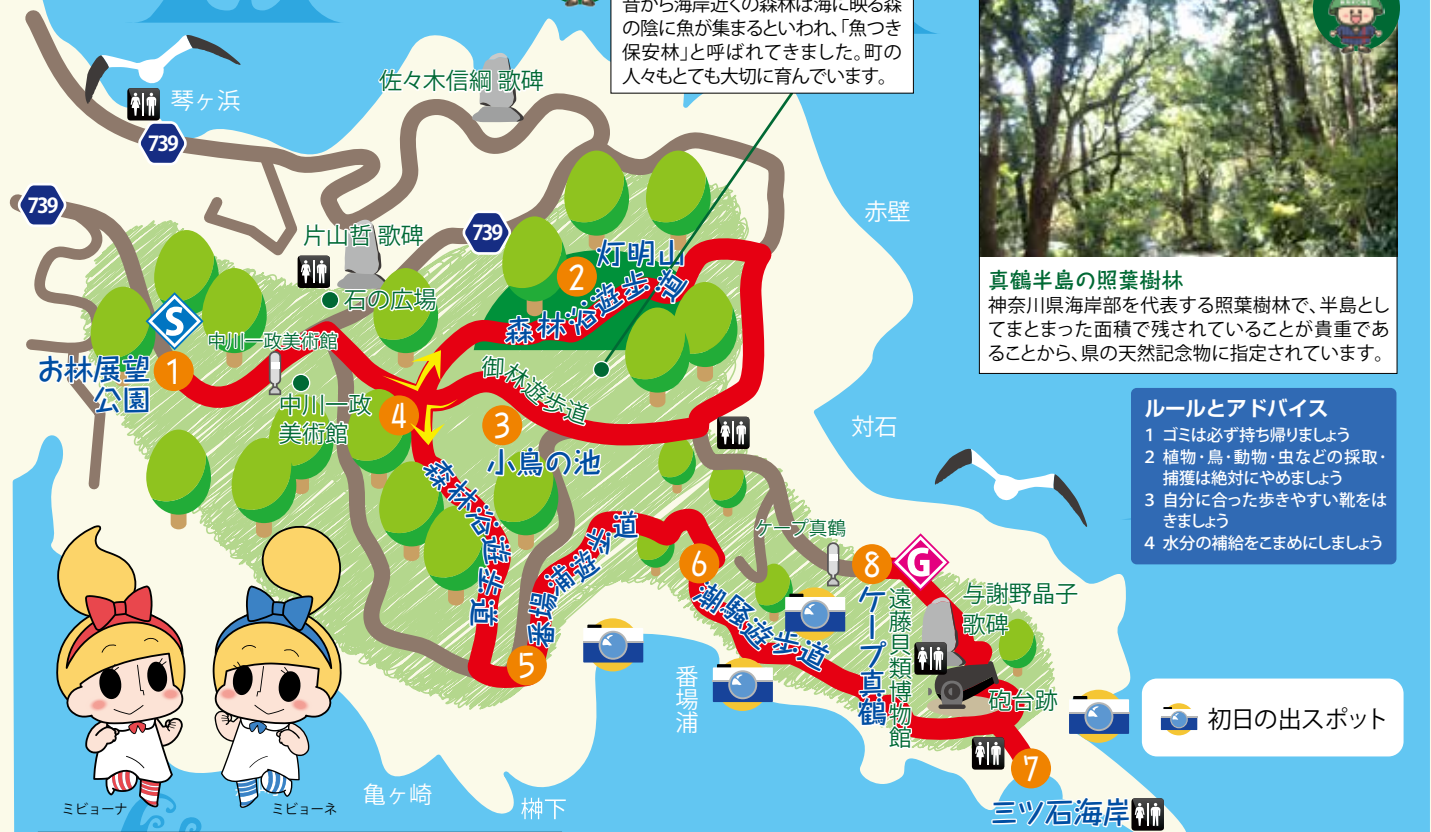 昔から海岸近くの森林は海に映る森
の陰に魚が集まるといわれ、「魚つき
保安林」と呼ばれてきました。町の
人々もとても大切に育んでいます。
佐々木信綱 歌碑
琴ヶ浜
739
739
739
赤壁
片山哲 歌碑
石の広場
灯明山
2
森林浴遊歩道
S
中川一政美術館
お林展望
公園
1
中川一政
美術館
御林遊歩道
4
3
小鳥の池
対石
森林浴遊歩道
番場浦遊歩道
5
6
潮騒遊歩道
ケープ真鶴
8
G
ケープ真鶴
遠藤貝類博物館
与謝野晶子
歌碑
砲台跡
番場浦
7
三ツ石海岸
亀ヶ崎
榊下
ミビョーナ
ミビョーネ
真鶴半島の照葉樹林
神奈川県海岸部を代表する照葉樹林で、半島とし
てまとまった面積で残されていることが貴重であ
ることから、県の天然記念物に指定されています。
ルールとアドバイス
1 ゴミは必ず持ち帰りましょう
2 植物・鳥・動物・虫などの採取・
捕獲は絶対にやめましょう
3 自分に合った歩きやすい靴をは
きましょう
4 水分の補給をこまめにしましょう
初日の出スポット